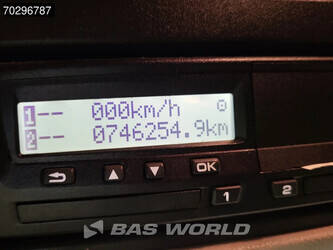 70296787
1 -- 000km/h
2 -- 0746254.9km
OK
1
2
BAS WORLD